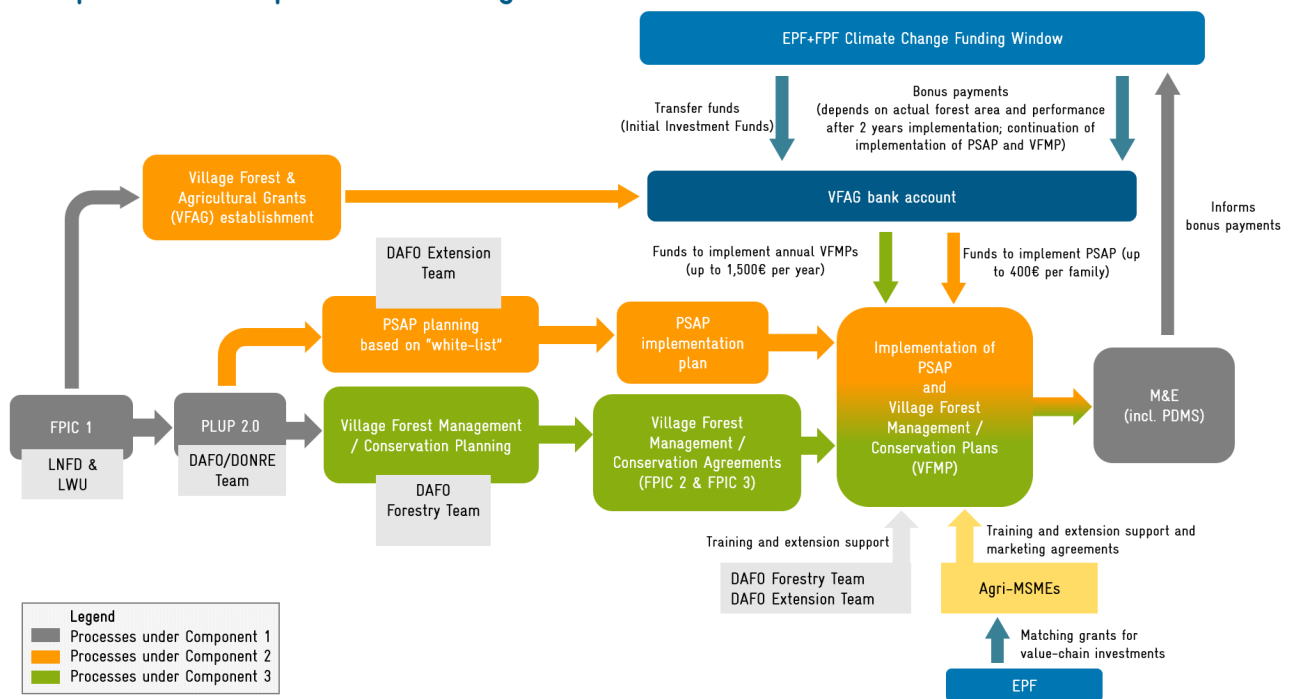 EPF+FPF Climate Change Funding Window
Transfer funds
(Initial Investment Funds)
Bonus payments
(depends on actual forest area and performance
after 2 years implementation; continuation of
implementation of PSAP and VFMP)
Village Forest &
Agricultural Grants
(VFAG) establishment
VFAG bank account
Informs
bonus payments
DAFO Extension
Team
Funds to implement annual VFMPs
(up to 1,500€ per year)
Funds to implement PSAP (up
to 400€ per family)
PSAP planning
based on "white-list"
PSAP
implementation
plan
Implementation of
PSAP
and
Village Forest
Management /
Conservation Plans
(VFMP)
M&E
(incl. PDMS)
FPIC 1
LNFD &
LWU
PLUP 2.0
DAFO/DONRE
Team
Village Forest Management
/ Conservation Planning
DAFO
Forestry Team
Village Forest
Management /
Conservation Agreements
(FPIC 2 & FPIC 3)
Training and extension support
Training and extension support and
marketing agreements
DAFO Forestry Team
DAFO Extension Team
Agri-MSMEs
Matching grants for
value-chain investments
EPF
Legend
Processes under Component 1
Processes under Component 2
Processes under Component 3